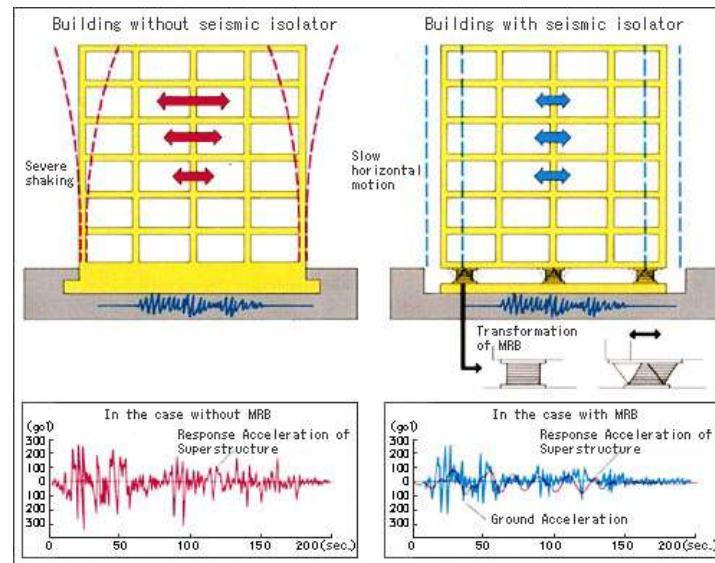 Building without seismic isolator
Building with seismic isolator
Severe
shaking
Slow
horizontal
motion
Transformation
of MRB
In the case without MRB
(gol)
300
200
100
0
100
200
300
Response Acceleration of
Superstructure
0
50
100
150
200(sec.)
In the case with MRB
(gol)
300
200
100
0
100
200
300
Response Acceleration of
Superstructure
Ground Acceleration
0
50
100
150
200(sec.)